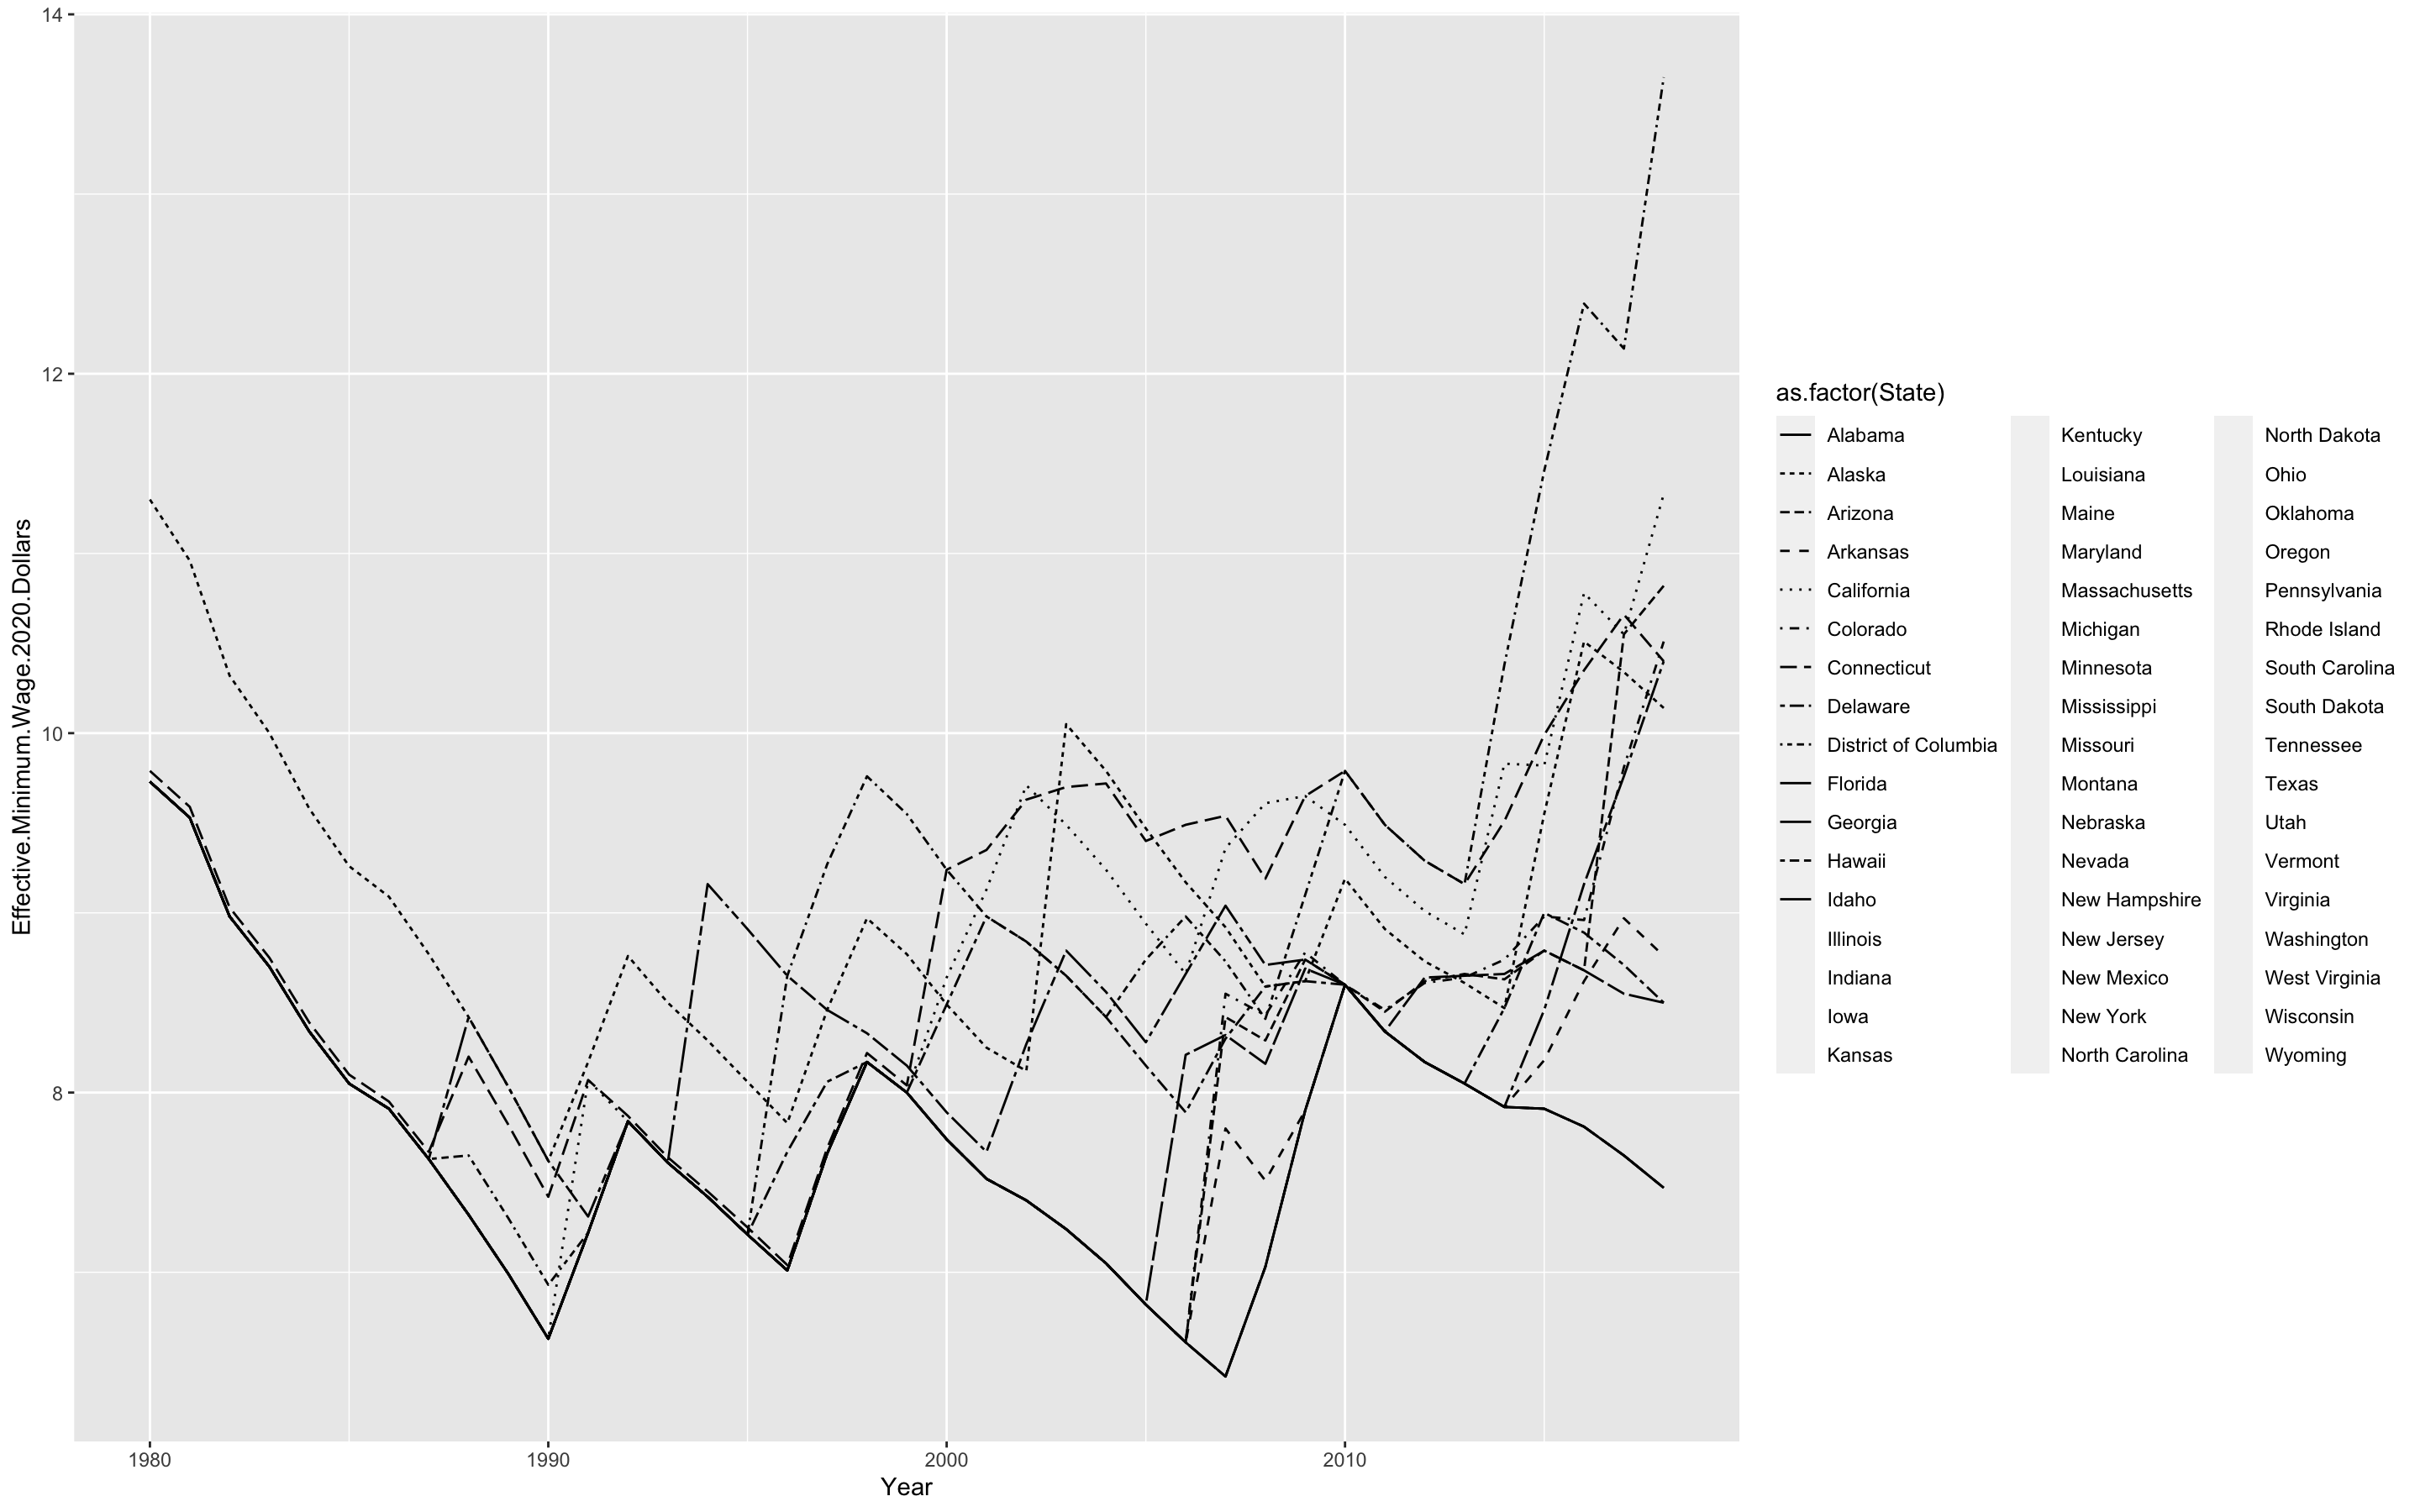 14
12
10
8
Effective.Minimum.Wage.2020.Dollars
1980
1990
2000
2010
Year
as.factor(State)
Alabama
Alaska
Arizona
Arkansas
California
Colorado
Connecticut
Delaware
District of Columbia
Florida
Georgia
Hawaii
Idaho
Illinois
Indiana
Iowa
Kansas
Kentucky
Louisiana
Maine
Maryland
Massachusetts
Michigan
Minnesota
Mississippi
Missouri
Montana
Nebraska
Nevada
New Hampshire
New Jersey
New Mexico
New York
North Carolina
North Dakota
Ohio
Oklahoma
Oregon
Pennsylvania
Rhode Island
South Carolina
South Dakota
Tennessee
Texas
Utah
Vermont
Virginia
Washington
West Virginia
Wisconsin
Wyoming